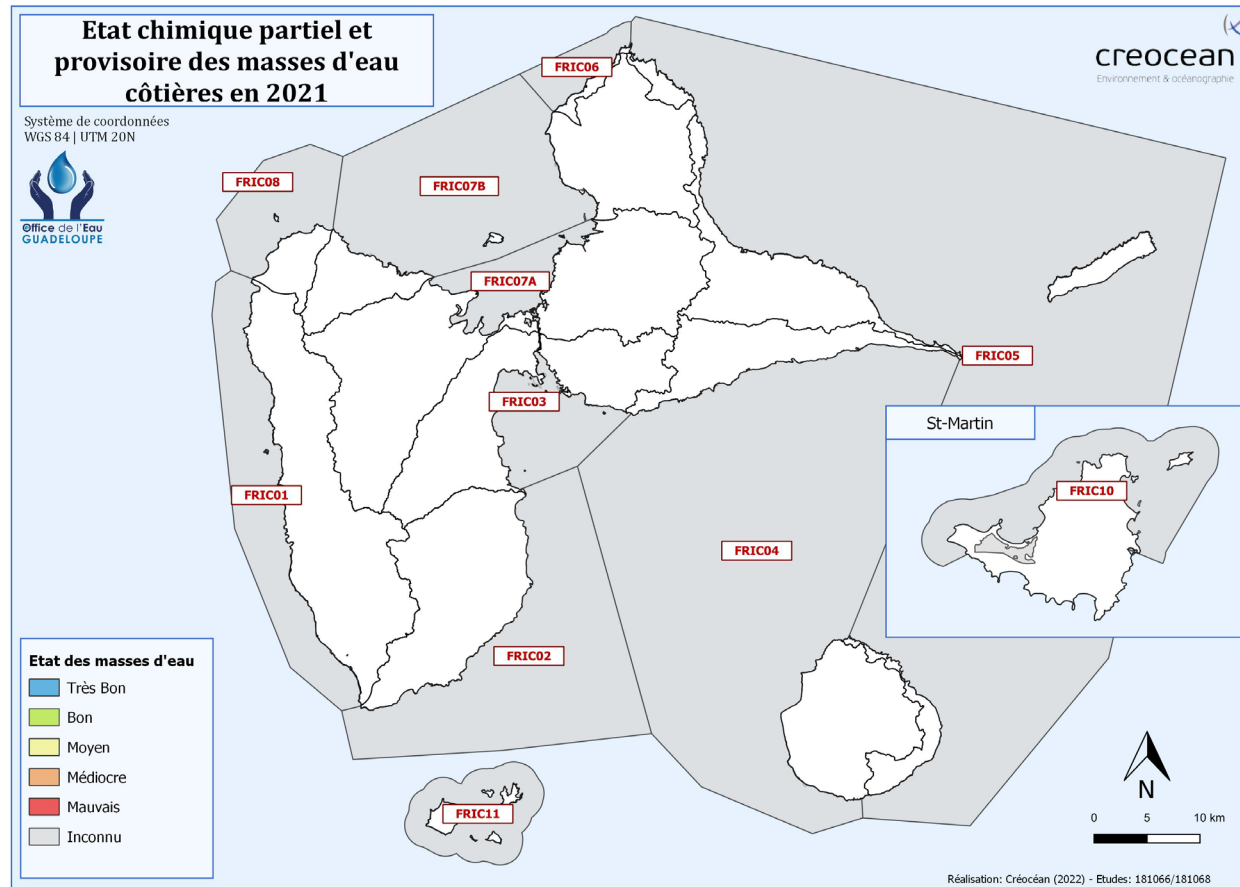 Etat chimique partiel et
provisoire des masses d'eau
côtières en 2021
Système de coordonnées
WGS 84 | UTM 20N
Office de l'Eau
GUADELOUPE
creocean
Environnement & océanographie
FRIC06
FRIC08
FRIC07B
FRIC07A
FRIC05
FRIC03
FRIC01
FRIC04
FRIC02
FRIC11
St-Martin
FRIC10
Etat des masses d'eau
Très Bon
Bon
Moyen
Médiocre
Mauvais
Inconnu
N
0 5 10 km
Réalisation: Créocéan (2022) - Etudes: 181066/181068